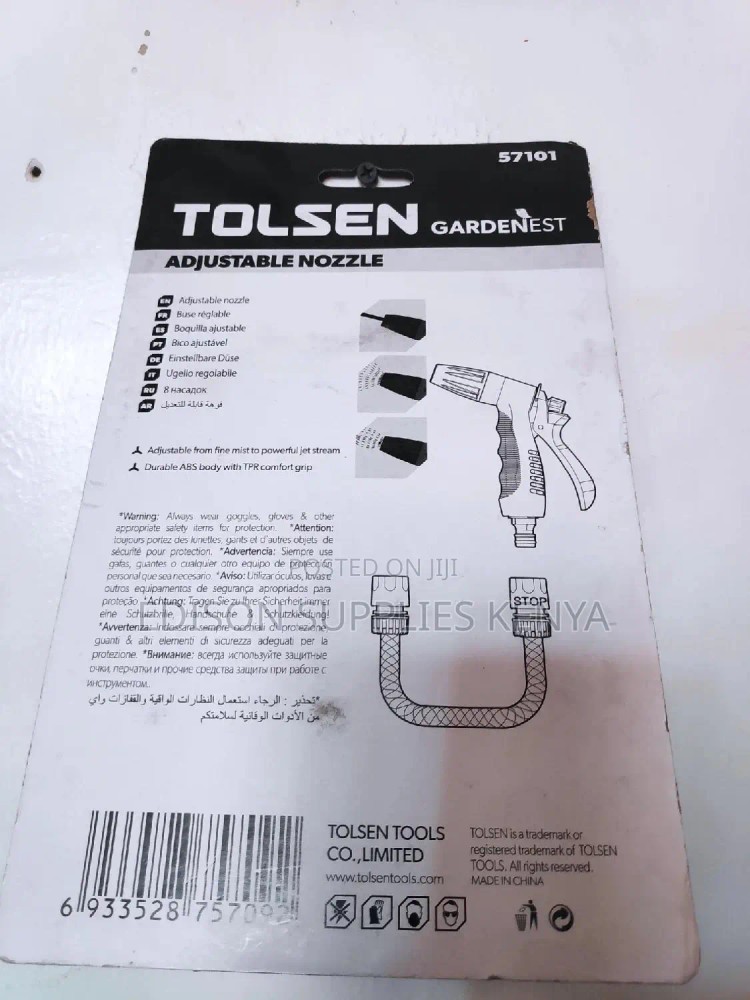 57101
TOLSEN GARDENEST
ADJUSTABLE NOZZLE
EN Adjustable nozzle
FR Buse réglable
ES Boquilla ajustable
PT Bico ajustável
DE Einstellbare Düse
IT Ugello regolabile
RU 8 насадок
AR فوهة قابلة للتعديل
Adjustable from fine mist to powerful jet stream
Durable ABS body with TPR comfort grip
*Warning: Always wear goggles, gloves & other
appropriate safety items for protection. *Attention:
toujours portez des lunettes, gants et d'autres objets de
sécurité pour protection. *Advertencia: Siempre use
gafas, guantes o cualquier otro equipo de protección
personal que sea necesario. *Aviso: Utilizar óculos, luvas e
outros equipamentos de segurança apropriados para
proteção. *Achtung: Tragen Sie zu Ihrer Sicherheit immer
eine Schutzbrille, Handschuhe & Schutzkleidung!
*Avvertenza: Indossare sempre occhiali di protezione,
guanti & altri elementi di sicurezza adeguati per la
protezione. *Внимание: всегда используйте защитные
очки, перчатки и прочие средства защиты при работе с
инструментом.
*تحذير : الرجاء استعمال النظارات الواقية والقفازات واي
من الأدوات الوقائية لسلامتكم
STOP
POSTED ON JIJI
EDISON SUPPLIES KENYA
6 933528 757092
TOLSEN TOOLS
CO.,LIMITED
www.tolsentools.com
TOLSEN is a trademark or
registered trademark of TOLSEN
TOOLS. All rights reserved.
MADE IN CHINA